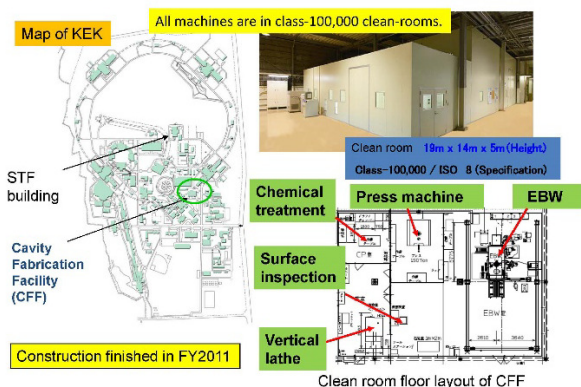 Map of KEK
All machines are in class-100,000 clean-rooms.
STF
building
Cavity
Fabrication
Facility
(CFF)
Construction finished in FY2011
Clean room 19m x 14m x 5m(Height)
Class-100,000 / ISO 8 (Specification)
Chemical
treatment
Press machine
EBW
Surface
inspection
Vertical
lathe
Clean room floor layout of CFF